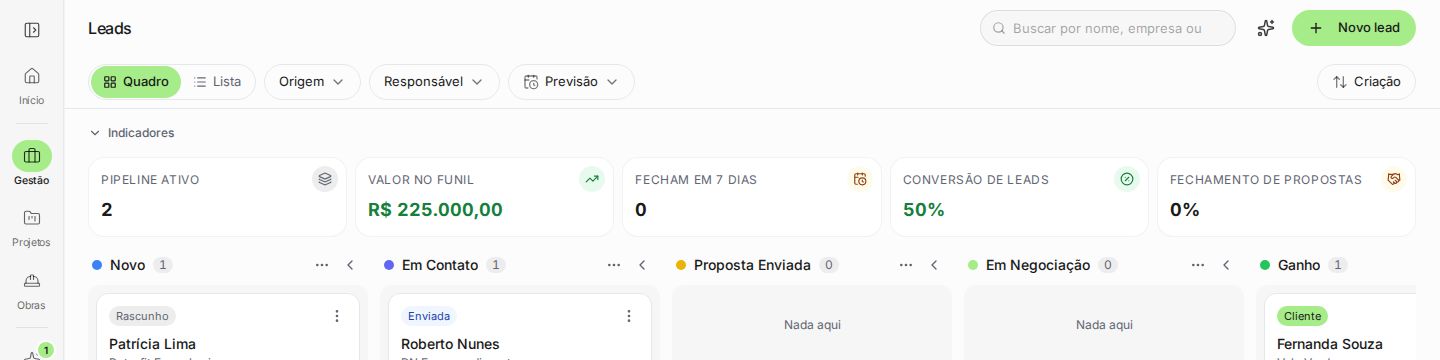 Leads
Buscar por nome, empresa ou
Novo lead
Início
Quadro
Lista
Origem
Responsável
Previsão
Criação
Indicadores
Gestão
PIPELINE ATIVO
2
VALOR NO FUNIL
R$ 225.000,00
FECHAM EM 7 DIAS
0
CONVERSÃO DE LEADS
50%
FECHAMENTO DE PROPOSTAS
0%
Projetos
Novo 1
Em Contato 1
Proposta Enviada 0
Em Negociação 0
Ganho 1
Obras
Rascunho
Patrícia Lima
Enviada
Roberto Nunes
Nada aqui
Nada aqui
Cliente
Fernanda Souza
1